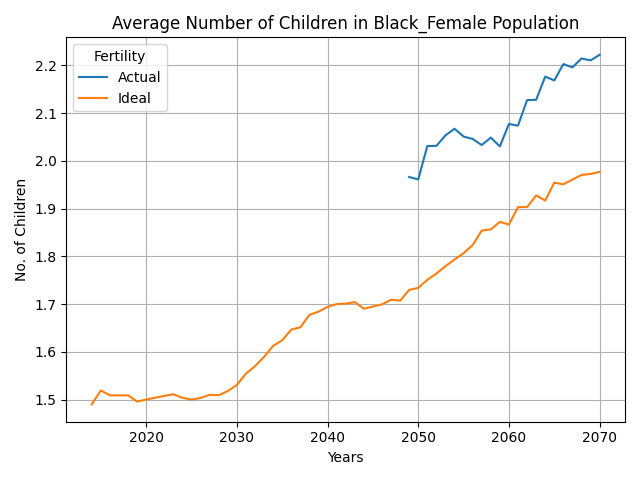 Average Number of Children in Black_Female Population
Fertility
Actual
Ideal
No. of Children
2.2
2.1
2.0
1.9
1.8
1.7
1.6
1.5
2020 2030 2040 2050 2060 2070
Years